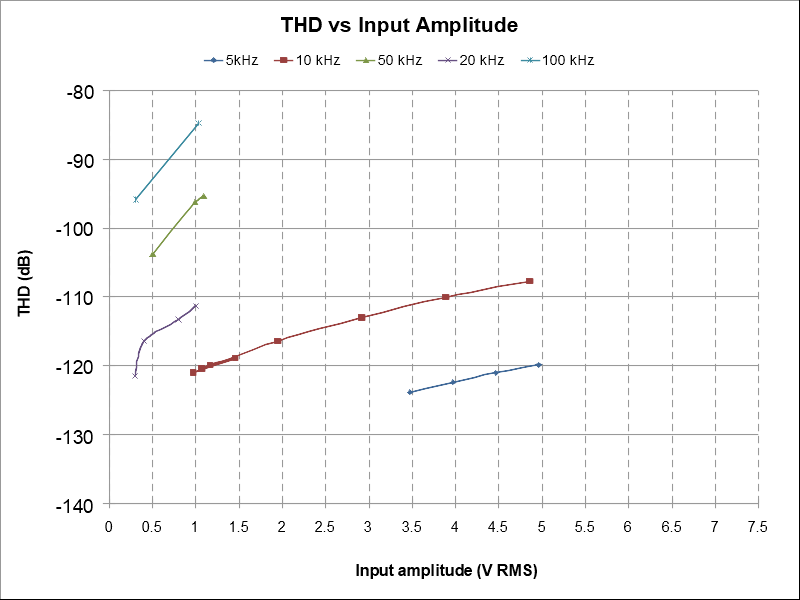 THD vs Input Amplitude
5kHz 10 kHz 50 kHz 20 kHz 100 kHz
-80
-90
-100
-110
-120
-130
-140
THD (dB)
0 0.5 1 1.5 2 2.5 3 3.5 4 4.5 5 5.5 6 6.5 7 7.5
Input amplitude (V RMS)